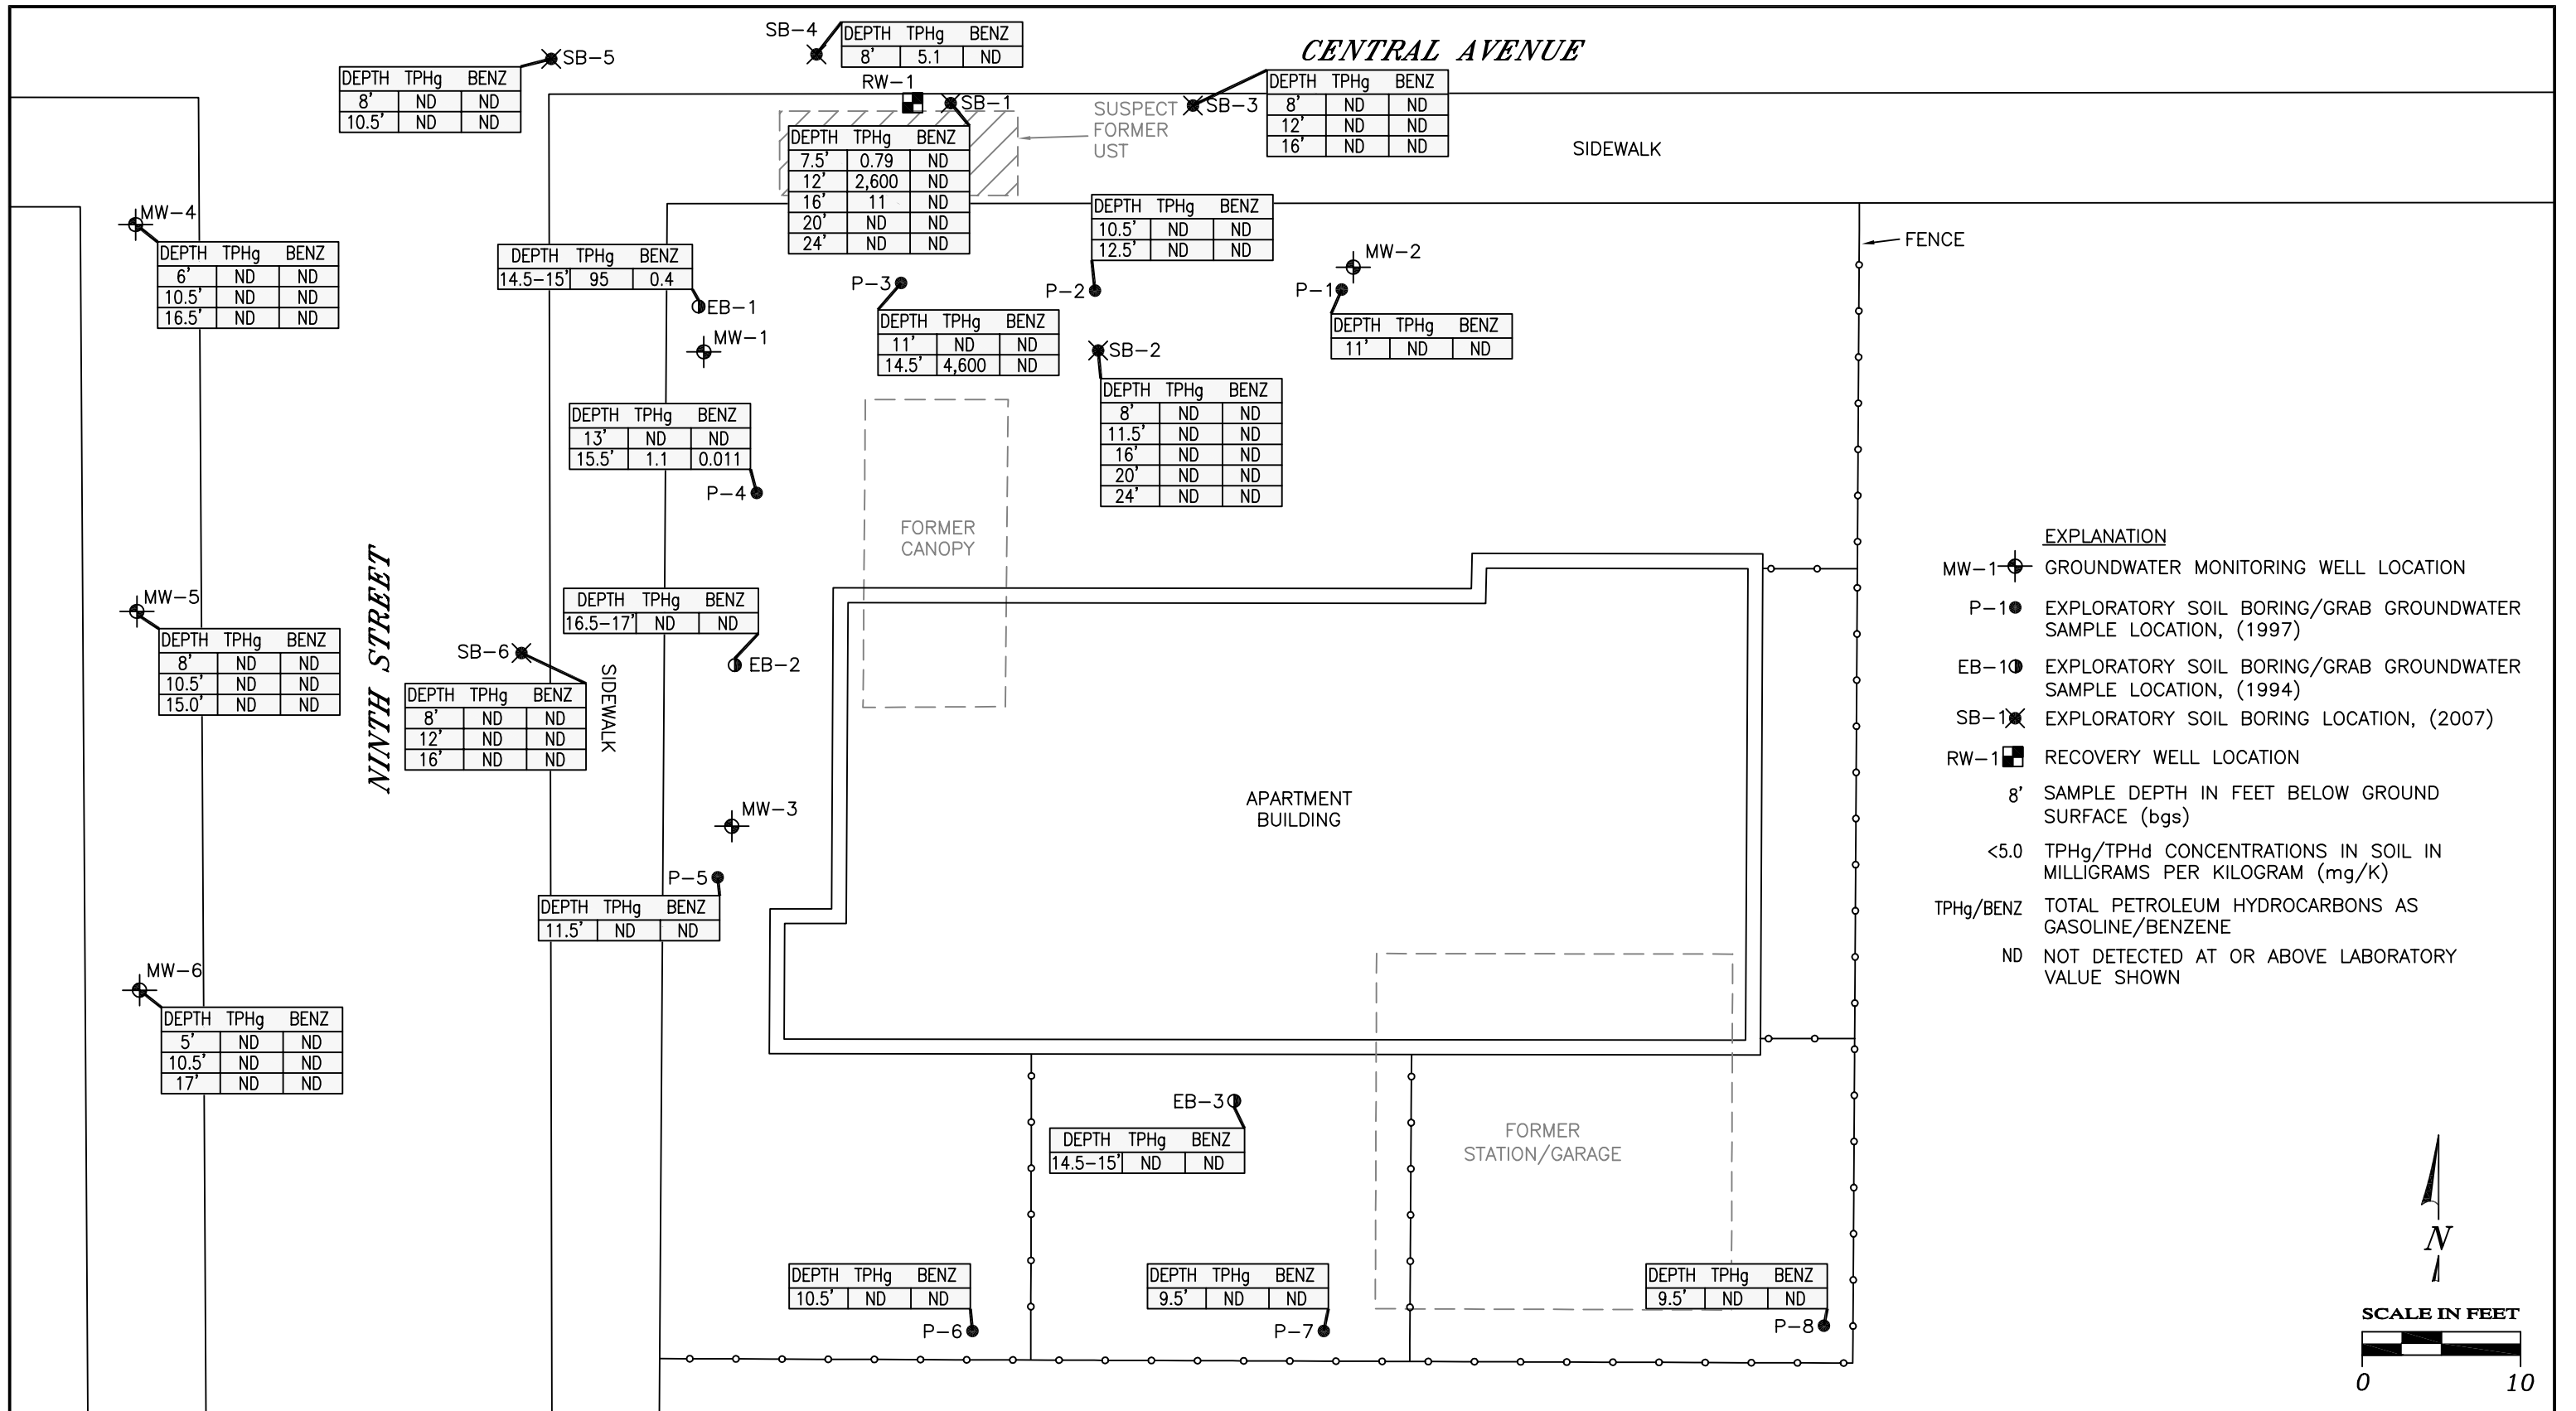 CENTRAL AVENUE
SB-4
DEPTH TPHg BENZ
8' 5.1 ND
SB-5
DEPTH TPHg BENZ
8' ND ND
10.5' ND ND
RW-1
SB-1
DEPTH TPHg BENZ
7.5' 0.79 ND
12' 2,600 ND
16' 11 ND
20' ND ND
24' ND ND
SUSPECT
FORMER
UST
SB-3
DEPTH TPHg BENZ
8' ND ND
12' ND ND
16' ND ND
SIDEWALK
MW-4
DEPTH TPHg BENZ
6' ND ND
10.5' ND ND
16.5' ND ND
DEPTH TPHg BENZ
14.5-15' 95 0.4
EB-1
MW-1
P-3
DEPTH TPHg BENZ
11' ND ND
14.5' 4,600 ND
DEPTH TPHg BENZ
10.5' ND ND
12.5' ND ND
P-2
MW-2
P-1
DEPTH TPHg BENZ
11' ND ND
FENCE
SB-2
DEPTH TPHg BENZ
8' ND ND
11.5' ND ND
16' ND ND
20' ND ND
24' ND ND
DEPTH TPHg BENZ
13' ND ND
15.5' 1.1 0.011
P-4
FORMER
CANOPY
NINTH STREET
MW-5
DEPTH TPHg BENZ
8' ND ND
10.5' ND ND
15.0' ND ND
DEPTH TPHg BENZ
16.5-17' ND ND
EB-2
SB-6
DEPTH TPHg BENZ
8' ND ND
12' ND ND
16' ND ND
SIDEWALK
MW-3
P-5
DEPTH TPHg BENZ
11.5' ND ND
APARTMENT
BUILDING
MW-6
DEPTH TPHg BENZ
5' ND ND
10.5' ND ND
17' ND ND
EB-3
DEPTH TPHg BENZ
14.5-15' ND ND
FORMER
STATION/GARAGE
DEPTH TPHg BENZ
10.5' ND ND
P-6
DEPTH TPHg BENZ
9.5' ND ND
P-7
DEPTH TPHg BENZ
9.5' ND ND
P-8
EXPLANATION
MW-1 GROUNDWATER MONITORING WELL LOCATION
P-1 EXPLORATORY SOIL BORING/GRAB GROUNDWATER
SAMPLE LOCATION, (1997)
EB-1 EXPLORATORY SOIL BORING/GRAB GROUNDWATER
SAMPLE LOCATION, (1994)
SB-1 EXPLORATORY SOIL BORING LOCATION, (2007)
RW-1 RECOVERY WELL LOCATION
8' SAMPLE DEPTH IN FEET BELOW GROUND
SURFACE (bgs)
<5.0 TPHg/TPHd CONCENTRATIONS IN SOIL IN
MILLIGRAMS PER KILOGRAM (mg/K)
TPHg/BENZ TOTAL PETROLEUM HYDROCARBONS AS
GASOLINE/BENZENE
ND NOT DETECTED AT OR ABOVE LABORATORY
VALUE SHOWN
N
SCALE IN FEET
0 10